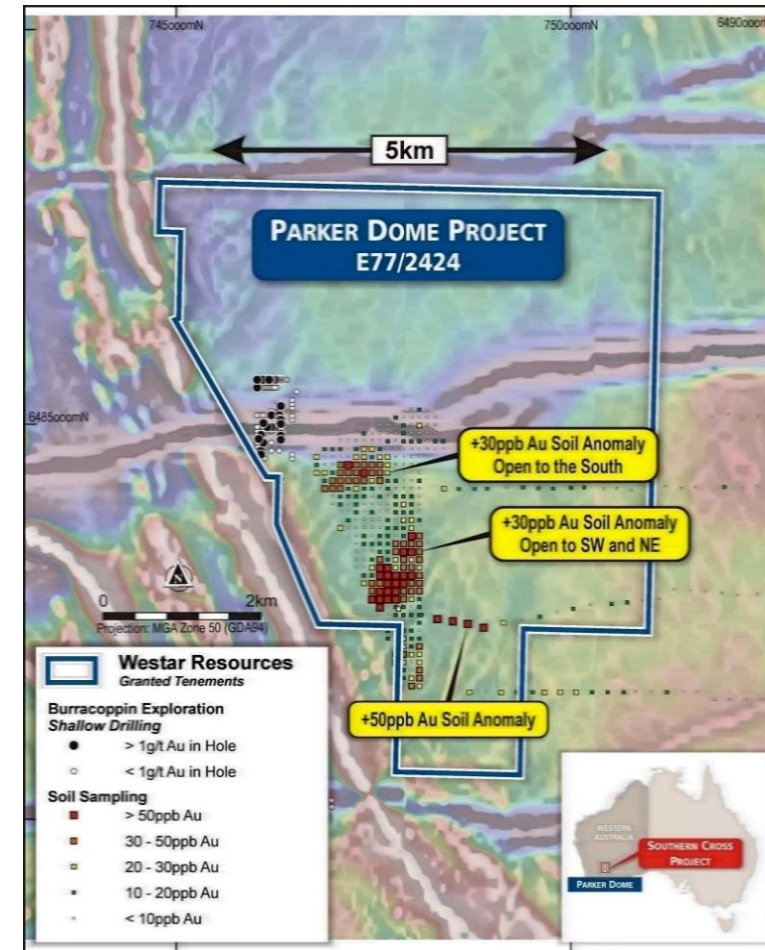 745000mN
750000mN
6490000mN
5km
PARKER DOME PROJECT
E77/2424
6485000mN
+30ppb Au Soil Anomaly
Open to the South
+30ppb Au Soil Anomaly
Open to SW and NE
N
0 2km
Projection: MGA Zone 50 (GDA94)
Westar Resources
Granted Tenements
Burracoppin Exploration
Shallow Drilling
> 1g/t Au in Hole
< 1g/t Au in Hole
Soil Sampling
> 50ppb Au
30 - 50ppb Au
20 - 30ppb Au
10 - 20ppb Au
< 10ppb Au
+50ppb Au Soil Anomaly
WESTERN
AUSTRALIA
SOUTHERN CROSS
PROJECT
PARKER DOME